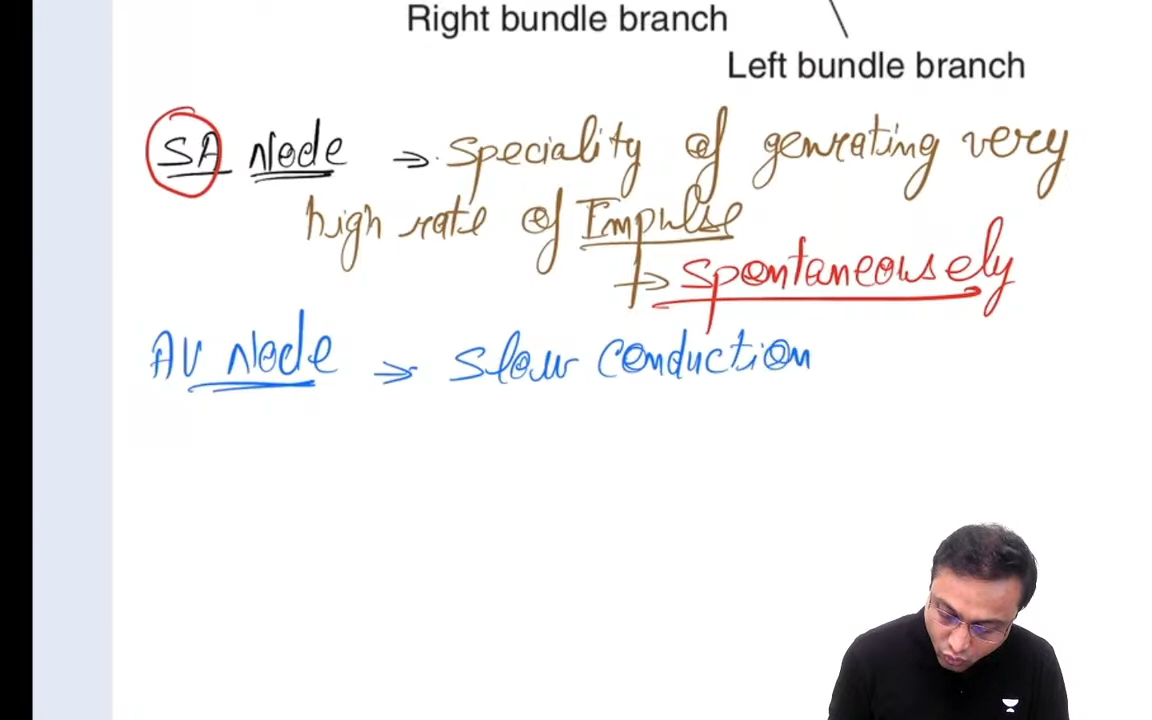 Right bundle branch
Left bundle branch
SA Node → Speciality of genrating very
high rate of Impulse
→ Spontaneously
AV Node → Slow conduction